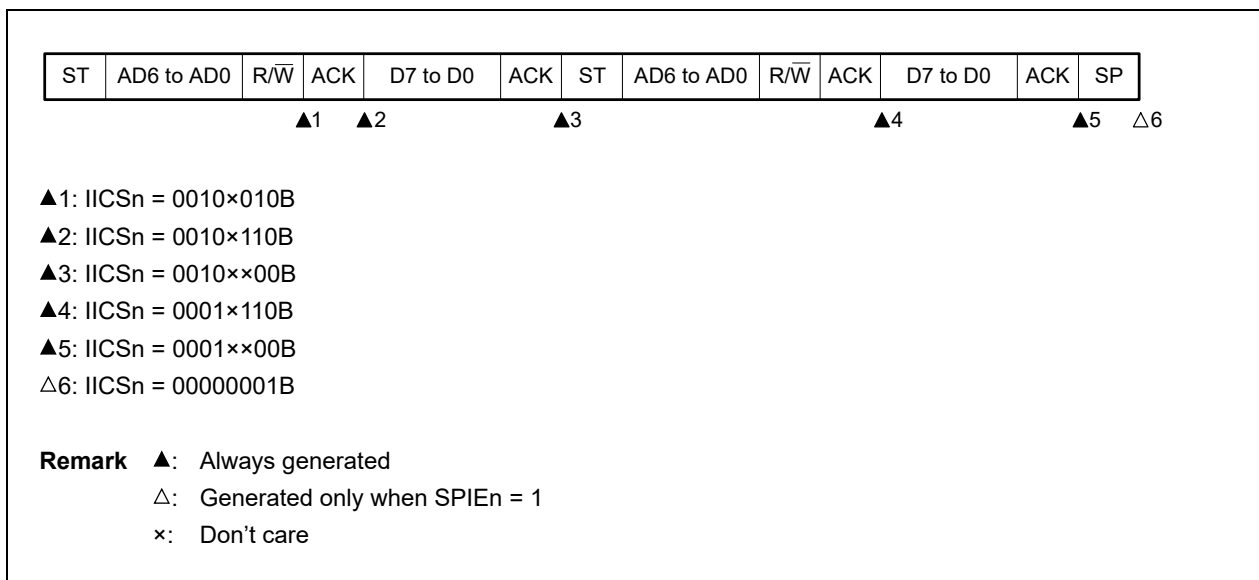 ST AD6 to AD0 R/W̅ ACK D7 to D0 ACK ST AD6 to AD0 R/W̅ ACK D7 to D0 ACK SP
▲1 ▲2 ▲3 ▲4 ▲5 △6
▲1: IICSn = 0010×010B
▲2: IICSn = 0010×110B
▲3: IICSn = 0010××00B
▲4: IICSn = 0001×110B
▲5: IICSn = 0001××00B
△6: IICSn = 00000001B
Remark ▲: Always generated
△: Generated only when SPIEn = 1
×: Don’t care